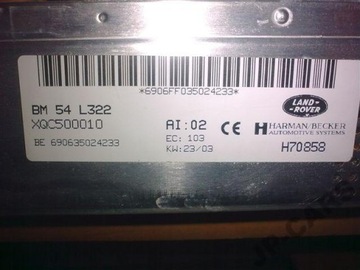 *6906FF035024233*
BM 54 L322
XQC500010
BE 690635024233
AI:02
EC: 103
KW:23/03
CE
LAND ROVER
HARMAN/BECKER
AUTOMOTIVE SYSTEMS
H70858